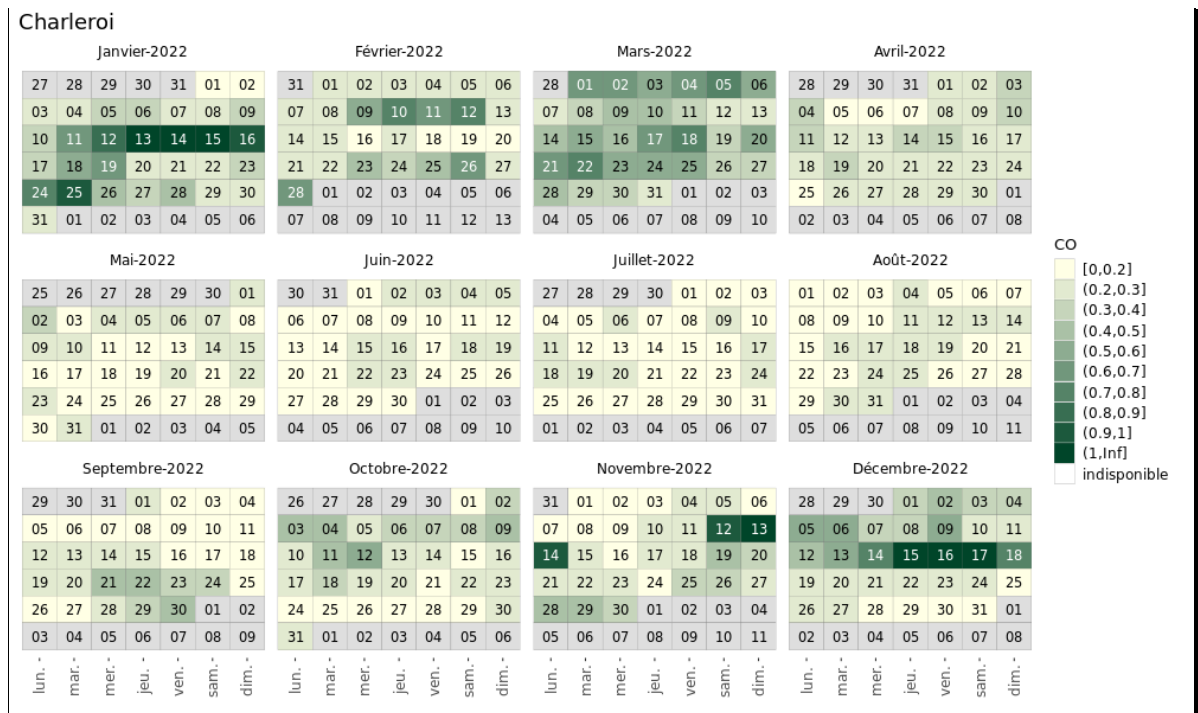 Charleroi
Janvier-2022 Février-2022 Mars-2022 Avril-2022
27 28 29 30 31 01 02 31 01 02 03 04 05 06 28 01 02 03 04 05 06 28 29 30 31 01 02 03
03 04 05 06 07 08 09 07 08 09 10 11 12 13 07 08 09 10 11 12 13 04 05 06 07 08 09 10
10 11 12 13 14 15 16 14 15 16 17 18 19 20 14 15 16 17 18 19 20 11 12 13 14 15 16 17
17 18 19 20 21 22 23 21 22 23 24 25 26 27 21 22 23 24 25 26 27 18 19 20 21 22 23 24
24 25 26 27 28 29 30 28 01 02 03 04 05 06 28 29 30 31 01 02 03 25 26 27 28 29 30 01
31 01 02 03 04 05 06 07 08 09 10 11 12 13 04 05 06 07 08 09 10 02 03 04 05 06 07 08
Mai-2022 Juin-2022 Juillet-2022 Août-2022
25 26 27 28 29 30 01 30 31 01 02 03 04 05 27 28 29 30 01 02 03 01 02 03 04 05 06 07
02 03 04 05 06 07 08 06 07 08 09 10 11 12 04 05 06 07 08 09 10 08 09 10 11 12 13 14
09 10 11 12 13 14 15 13 14 15 16 17 18 19 11 12 13 14 15 16 17 15 16 17 18 19 20 21
16 17 18 19 20 21 22 20 21 22 23 24 25 26 18 19 20 21 22 23 24 22 23 24 25 26 27 28
23 24 25 26 27 28 29 27 28 29 30 01 02 03 25 26 27 28 29 30 31 29 30 31 01 02 03 04
30 31 01 02 03 04 05 04 05 06 07 08 09 10 01 02 03 04 05 06 07 05 06 07 08 09 10 11
Septembre-2022 Octobre-2022 Novembre-2022 Décembre-2022
29 30 31 01 02 03 04 26 27 28 29 30 01 02 31 01 02 03 04 05 06 28 29 30 01 02 03 04
05 06 07 08 09 10 11 03 04 05 06 07 08 09 07 08 09 10 11 12 13 05 06 07 08 09 10 11
12 13 14 15 16 17 18 10 11 12 13 14 15 16 14 15 16 17 18 19 20 12 13 14 15 16 17 18
19 20 21 22 23 24 25 17 18 19 20 21 22 23 21 22 23 24 25 26 27 19 20 21 22 23 24 25
26 27 28 29 30 01 02 24 25 26 27 28 29 30 28 29 30 01 02 03 04 26 27 28 29 30 31 01
03 04 05 06 07 08 09 31 01 02 03 04 05 06 05 06 07 08 09 10 11 02 03 04 05 06 07 08
lun. - mar. - mer. - jeu. - ven. - sam. - dim. - lun. - mar. - mer. - jeu. - ven. - sam. - dim. - lun. - mar. - mer. - jeu. - ven. - sam. - dim. - lun. - mar. - mer. - jeu. - ven. - sam. - dim. -
CO
[0,0.2]
(0.2,0.3]
(0.3,0.4]
(0.4,0.5]
(0.5,0.6]
(0.6,0.7]
(0.7,0.8]
(0.8,0.9]
(0.9,1]
(1,Inf]
indisponible